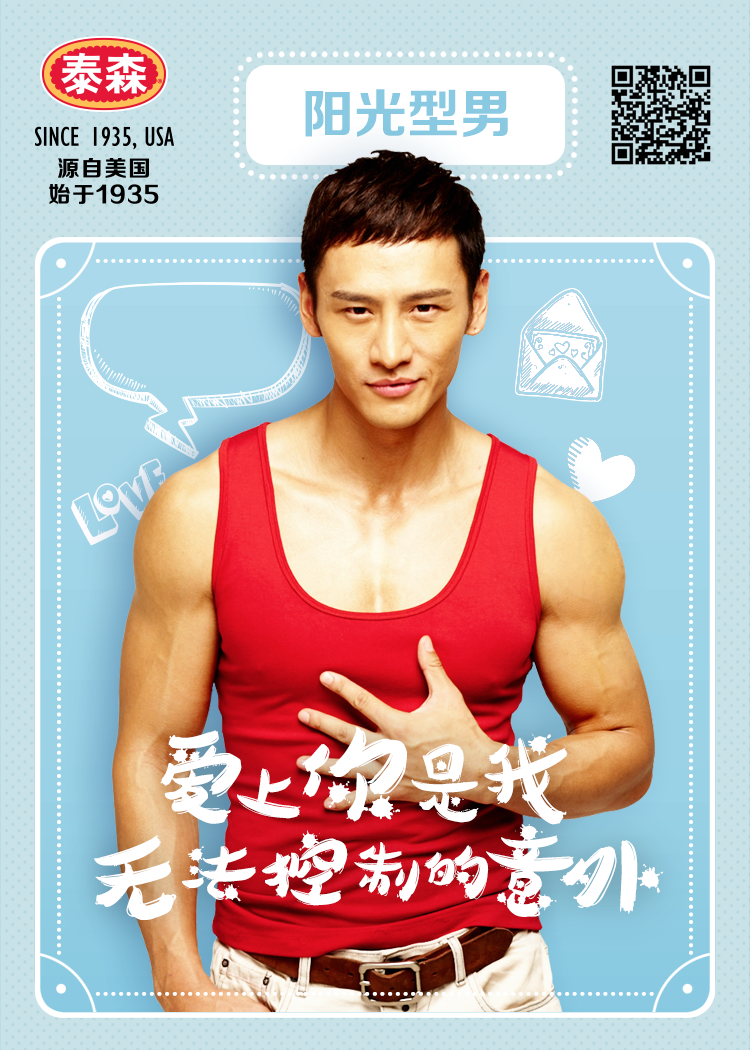 泰森
SINCE 1935, USA
源自美国
始于1935
阳光型男
LOVE
爱上你是我
无法控制的意外